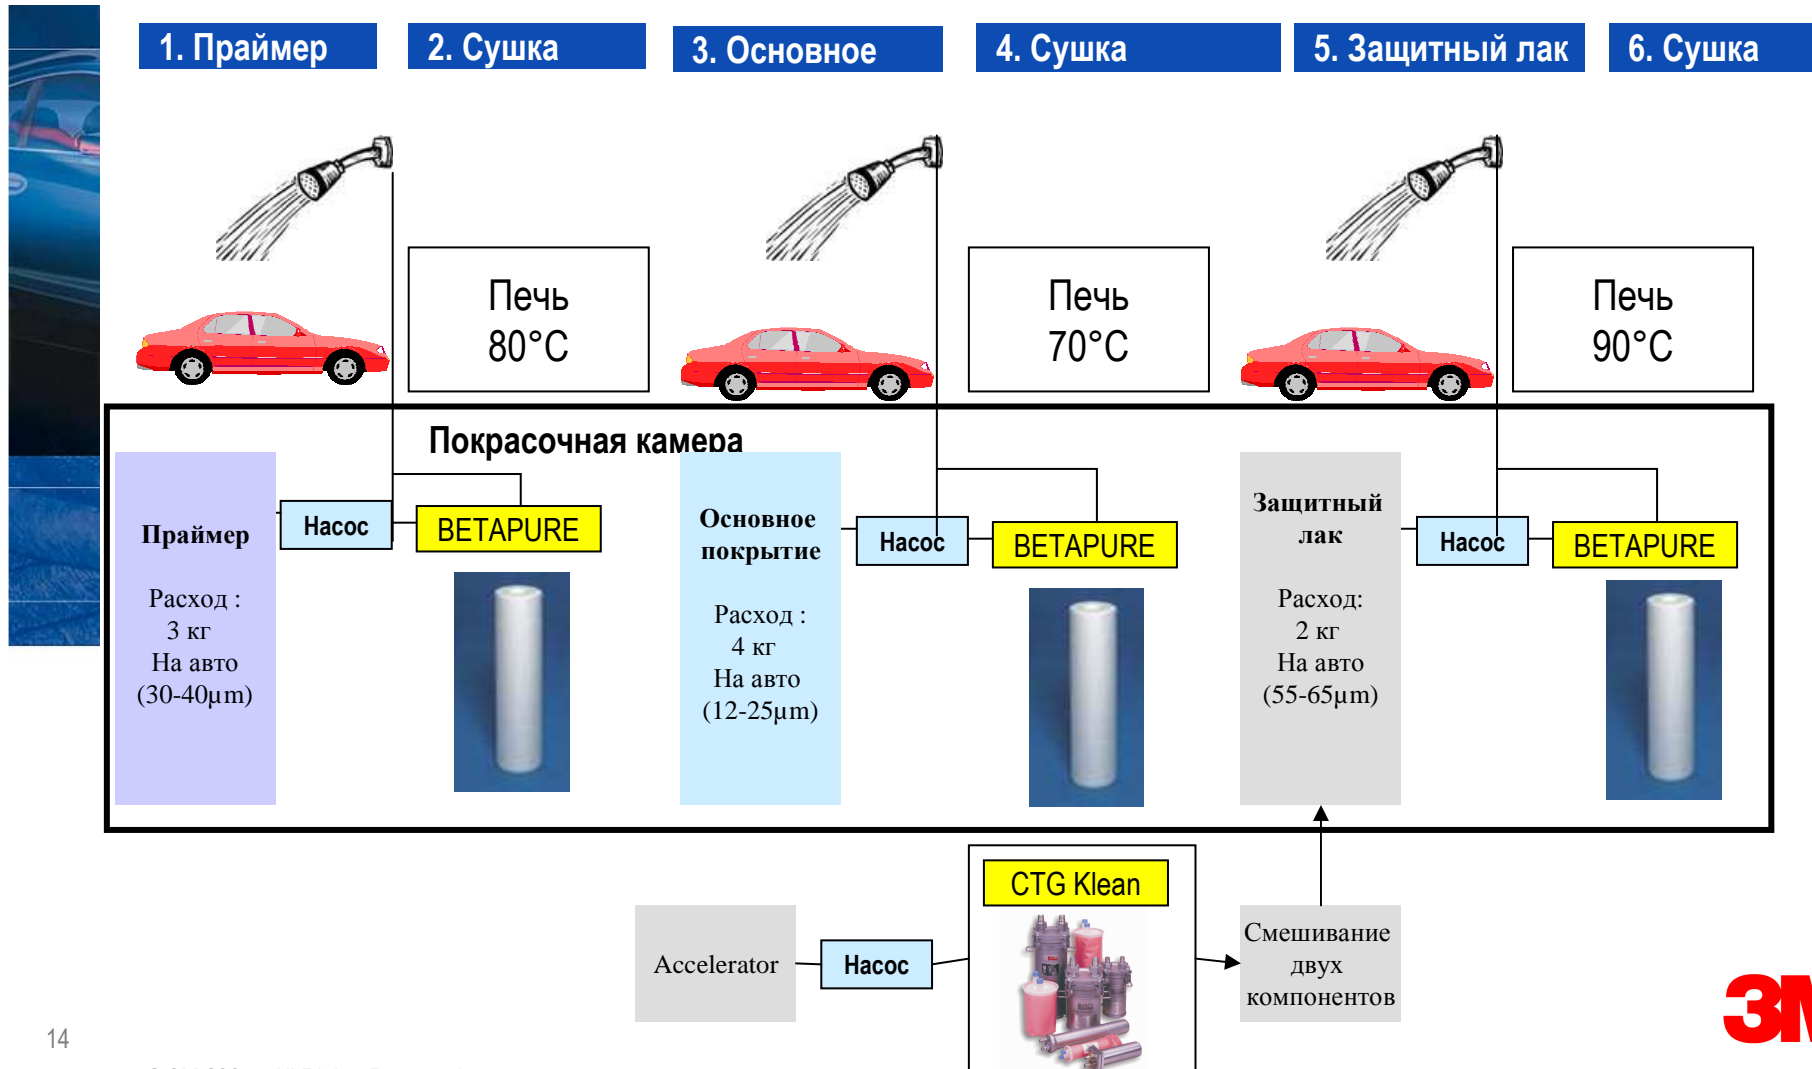 1. Праймер
2. Сушка
3. Основное
4. Сушка
5. Защитный лак
6. Сушка
Печь
80°C
Печь
70°C
Печь
90°C
Покрасочная камера
Праймер
Расход :
3 кг
На авто
(30-40µm)
Насос
BETAPURE
Основное
покрытие
Расход :
4 кг
На авто
(12-25µm)
Насос
BETAPURE
Защитный
лак
Расход:
2 кг
На авто
(55-65µm)
Насос
BETAPURE
Accelerator
Насос
CTG Klean
Смешивание
двух
компонентов
3M
14